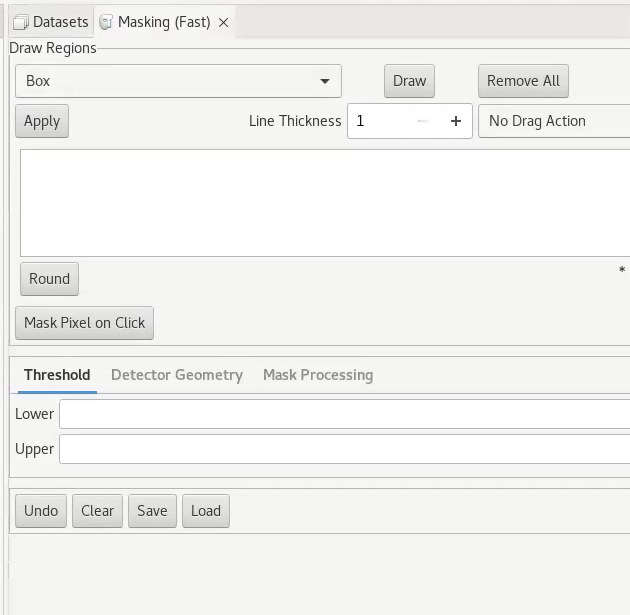 Datasets Masking (Fast)
Draw Regions
Box Draw Remove All
Apply Line Thickness 1 No Drag Action
Round *
Mask Pixel on Click
Threshold Detector Geometry Mask Processing
Lower
Upper
Undo Clear Save Load